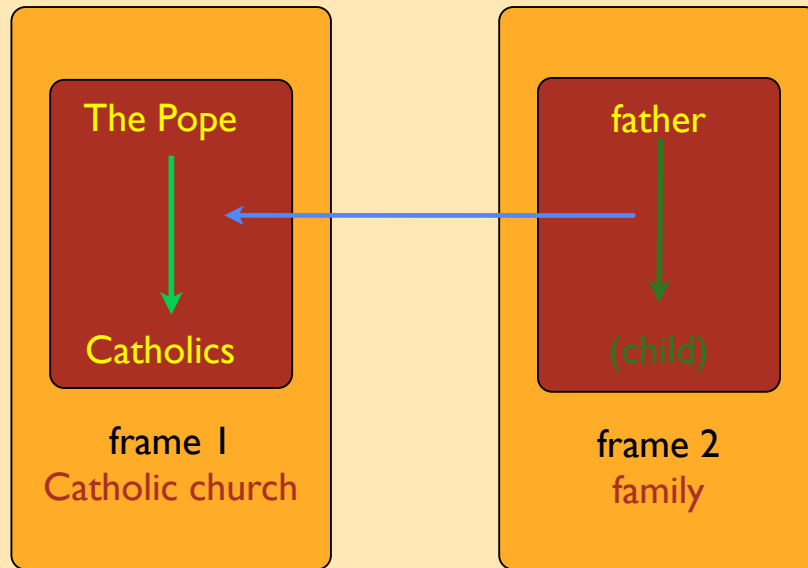 The Pope
Catholics
frame 1
Catholic church
father
(child)
frame 2
family